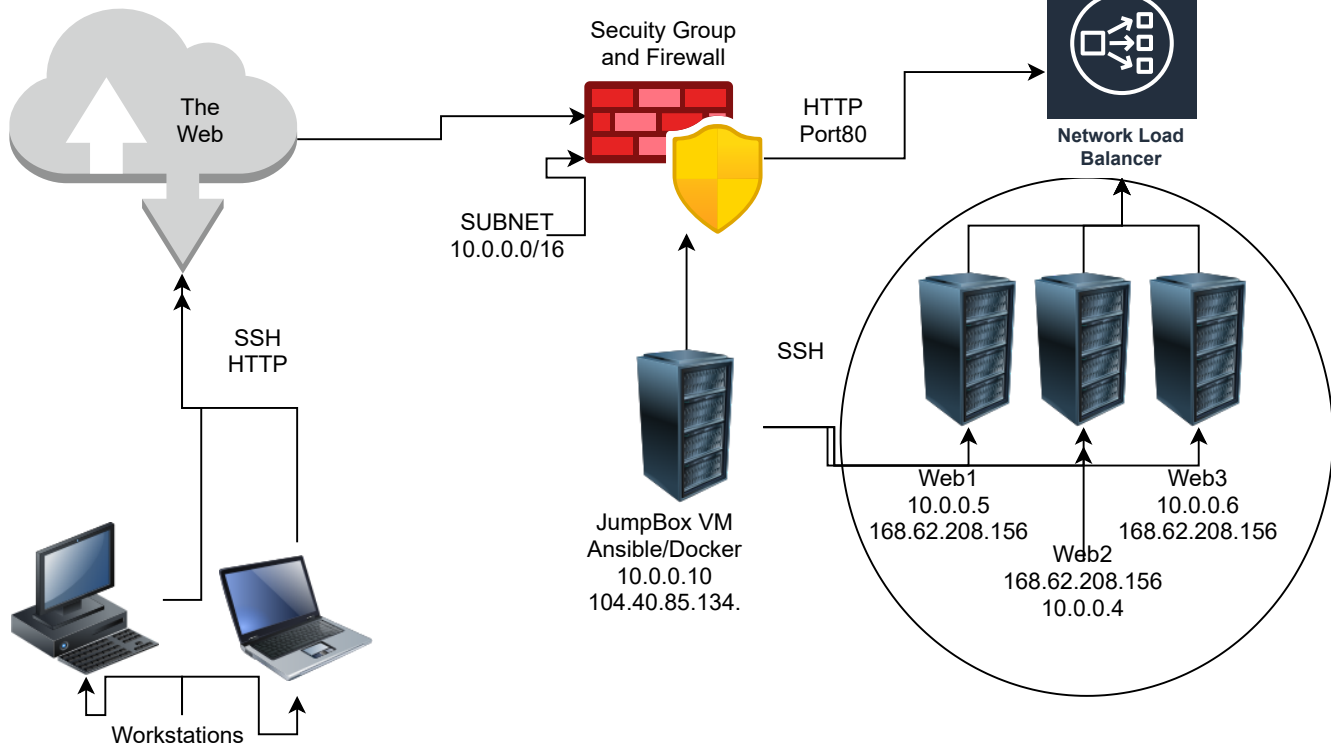 The
Web
Secuity Group
and Firewall
HTTP
Port80
Network Load
Balancer
SUBNET
10.0.0.0/16
SSH
HTTP
SSH
JumpBox VM
Ansible/Docker
10.0.0.10
104.40.85.134.
Web1
10.0.0.5
168.62.208.156
Web2
168.62.208.156
10.0.0.4
Web3
10.0.0.6
168.62.208.156
Workstations